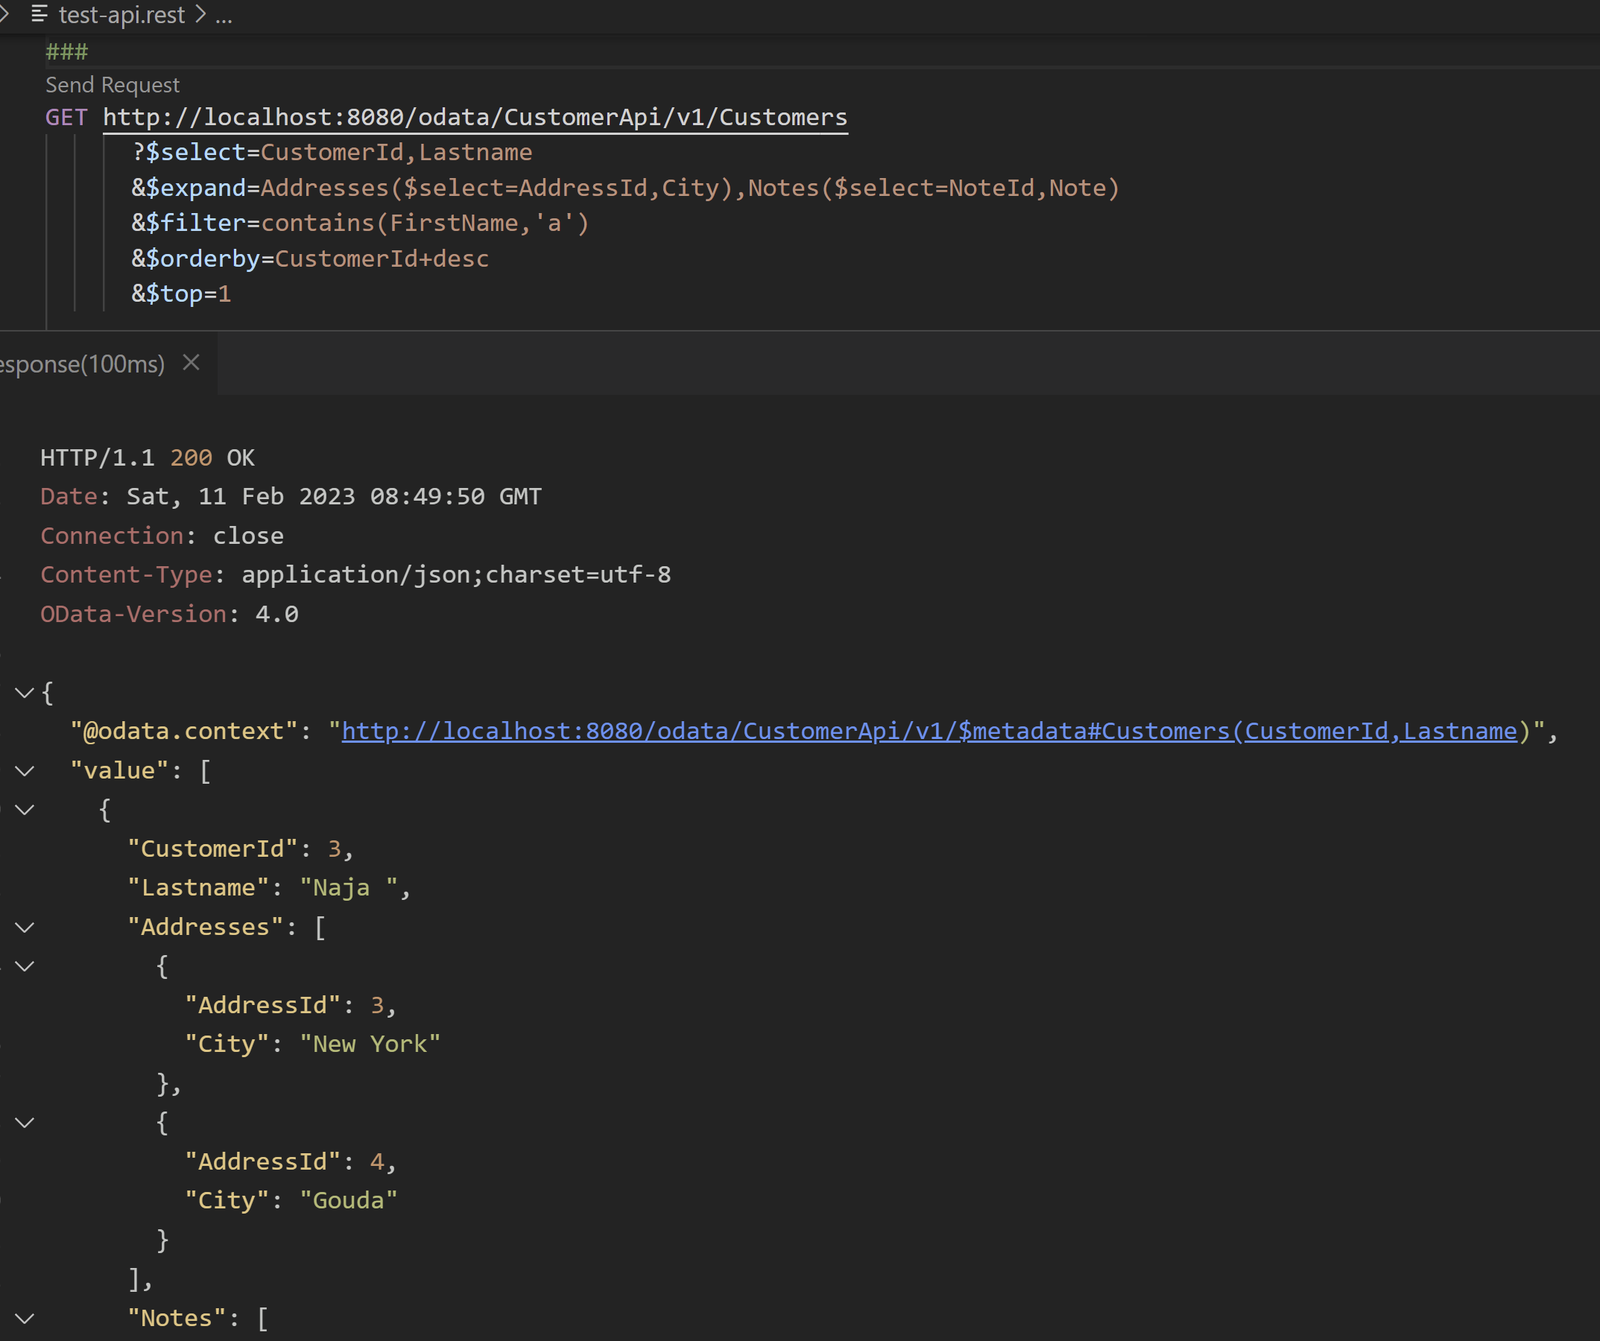 test-api.rest > ...
###
Send Request
GET http://localhost:8080/odata/CustomerApi/v1/Customers
?$select=CustomerId,Lastname
&$expand=Addresses($select=AddressId,City),Notes($select=NoteId,Note)
&$filter=contains(FirstName,'a')
&$orderby=CustomerId+desc
&$top=1
esponse(100ms) ×
HTTP/1.1 200 OK
Date: Sat, 11 Feb 2023 08:49:50 GMT
Connection: close
Content-Type: application/json;charset=utf-8
OData-Version: 4.0
{
"@odata.context": "http://localhost:8080/odata/CustomerApi/v1/$metadata#Customers(CustomerId,Lastname)",
"value": [
{
"CustomerId": 3,
"Lastname": "Naja ",
"Addresses": [
{
"AddressId": 3,
"City": "New York"
},
{
"AddressId": 4,
"City": "Gouda"
}
],
"Notes": [